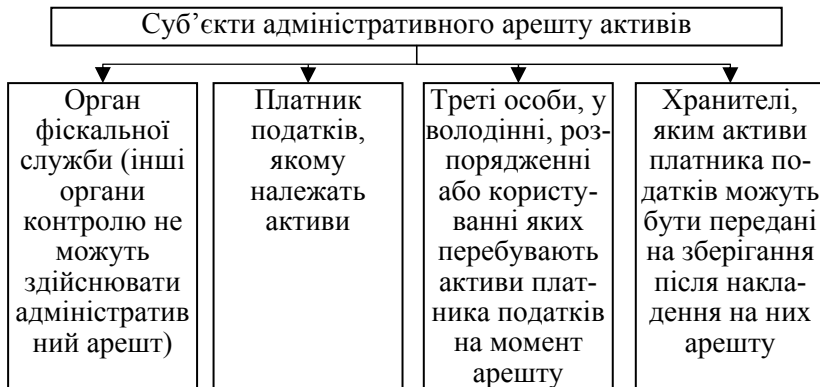 Суб’єкти адміністративного арешту активів
Орган
фіскальної
служби (інші
органи
контролю не
можуть
здійснювати
адміністратив
ний арешт)
Платник
податків,
якому
належать
активи
Треті особи, у
володінні, роз-
порядженні
або користу-
ванні яких
перебувають
активи плат-
ника податків
на момент
арешту
Хранителі,
яким активи
платника по-
датків можуть
бути передані
на зберігання
після накла-
дення на них
арешту